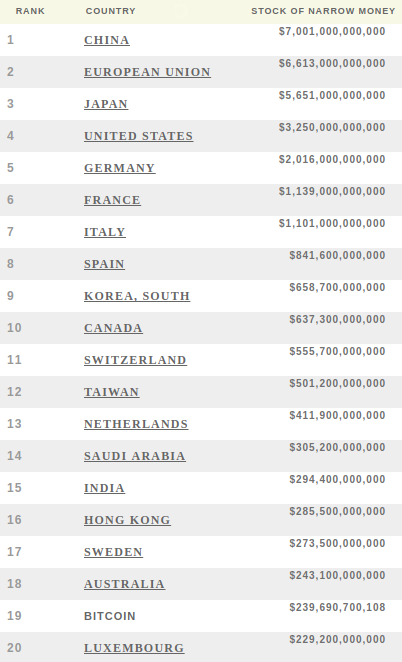 RANK COUNTRY STOCK OF NARROW MONEY
1 CHINA $7,001,000,000,000
2 EUROPEAN UNION $6,613,000,000,000
3 JAPAN $5,651,000,000,000
4 UNITED STATES $3,250,000,000,000
5 GERMANY $2,016,000,000,000
6 FRANCE $1,139,000,000,000
7 ITALY $1,101,000,000,000
8 SPAIN $841,600,000,000
9 KOREA, SOUTH $658,700,000,000
10 CANADA $637,300,000,000
11 SWITZERLAND $555,700,000,000
12 TAIWAN $501,200,000,000
13 NETHERLANDS $411,900,000,000
14 SAUDI ARABIA $305,200,000,000
15 INDIA $294,400,000,000
16 HONG KONG $285,500,000,000
17 SWEDEN $273,500,000,000
18 AUSTRALIA $243,100,000,000
19 BITCOIN $239,690,700,108
20 LUXEMBOURG $229,200,000,000